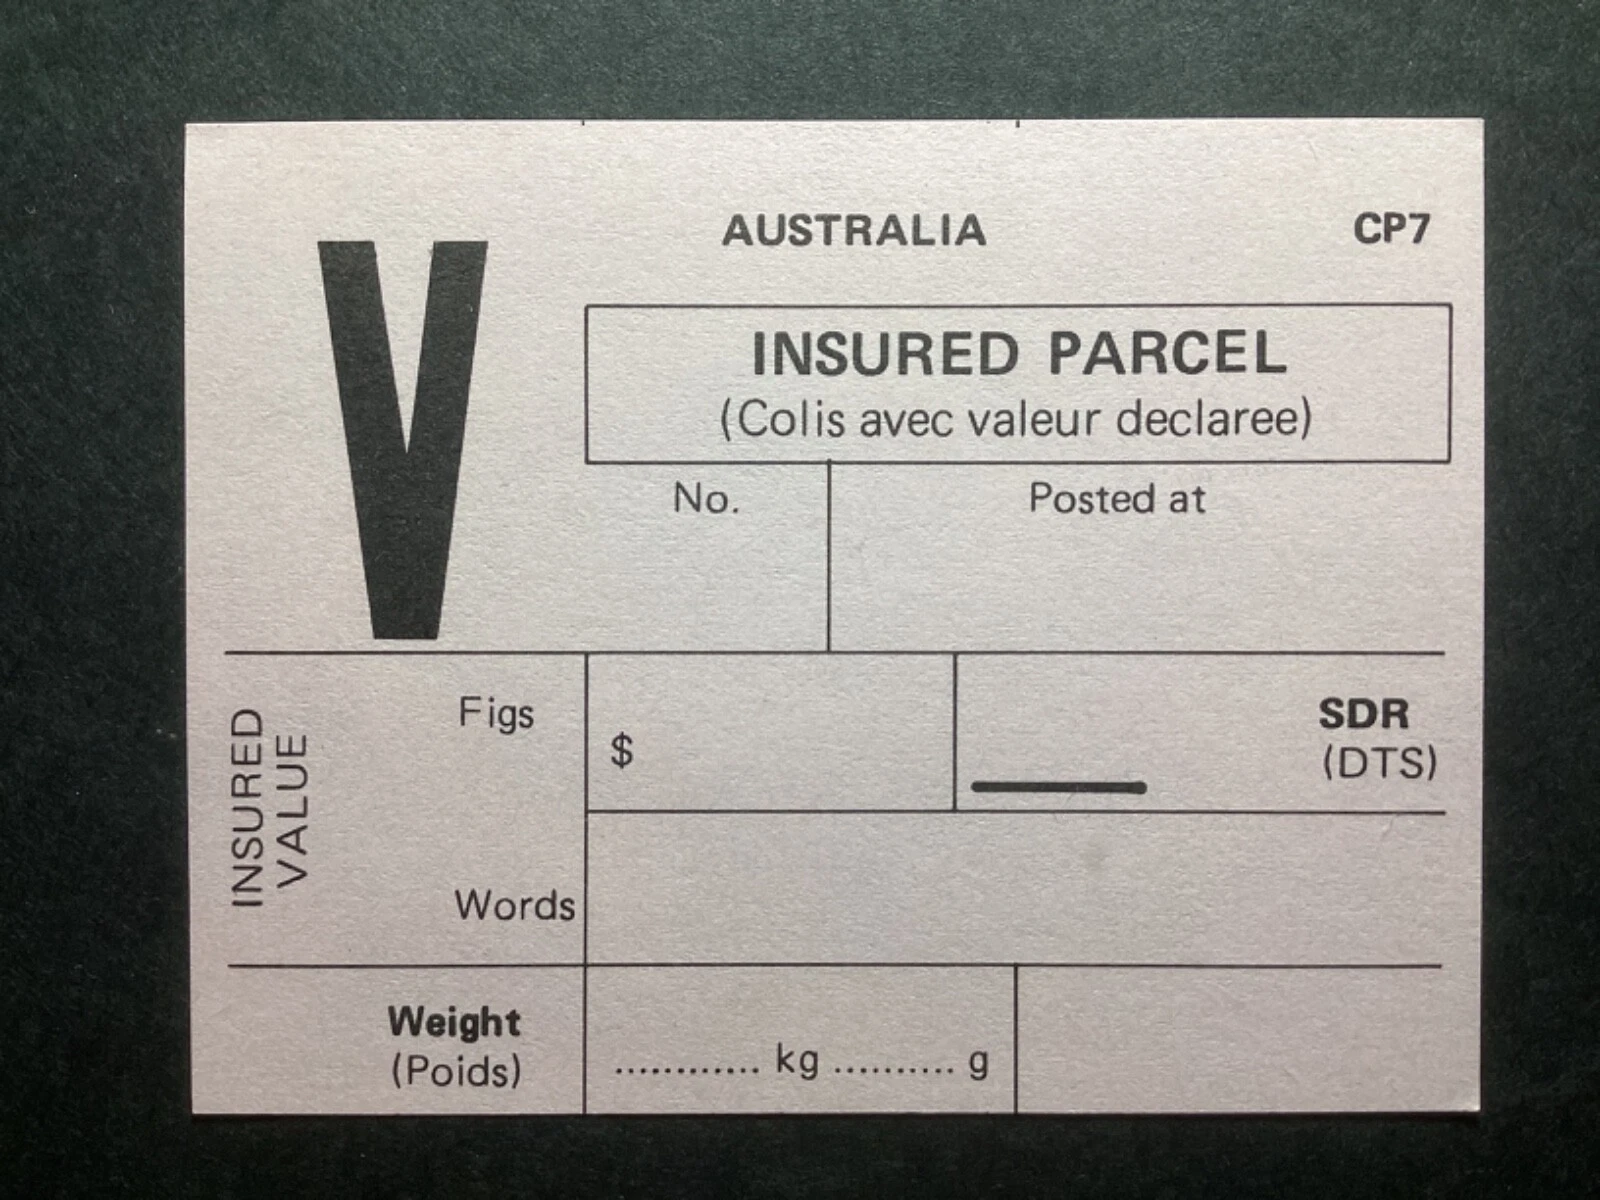 AUSTRALIA CP7
V
INSURED PARCEL
(Colis avec valeur declaree)
No. Posted at
INSURED
VALUE
Figs
$
SDR
(DTS)
Words
Weight
(Poids)
............ kg .......... g